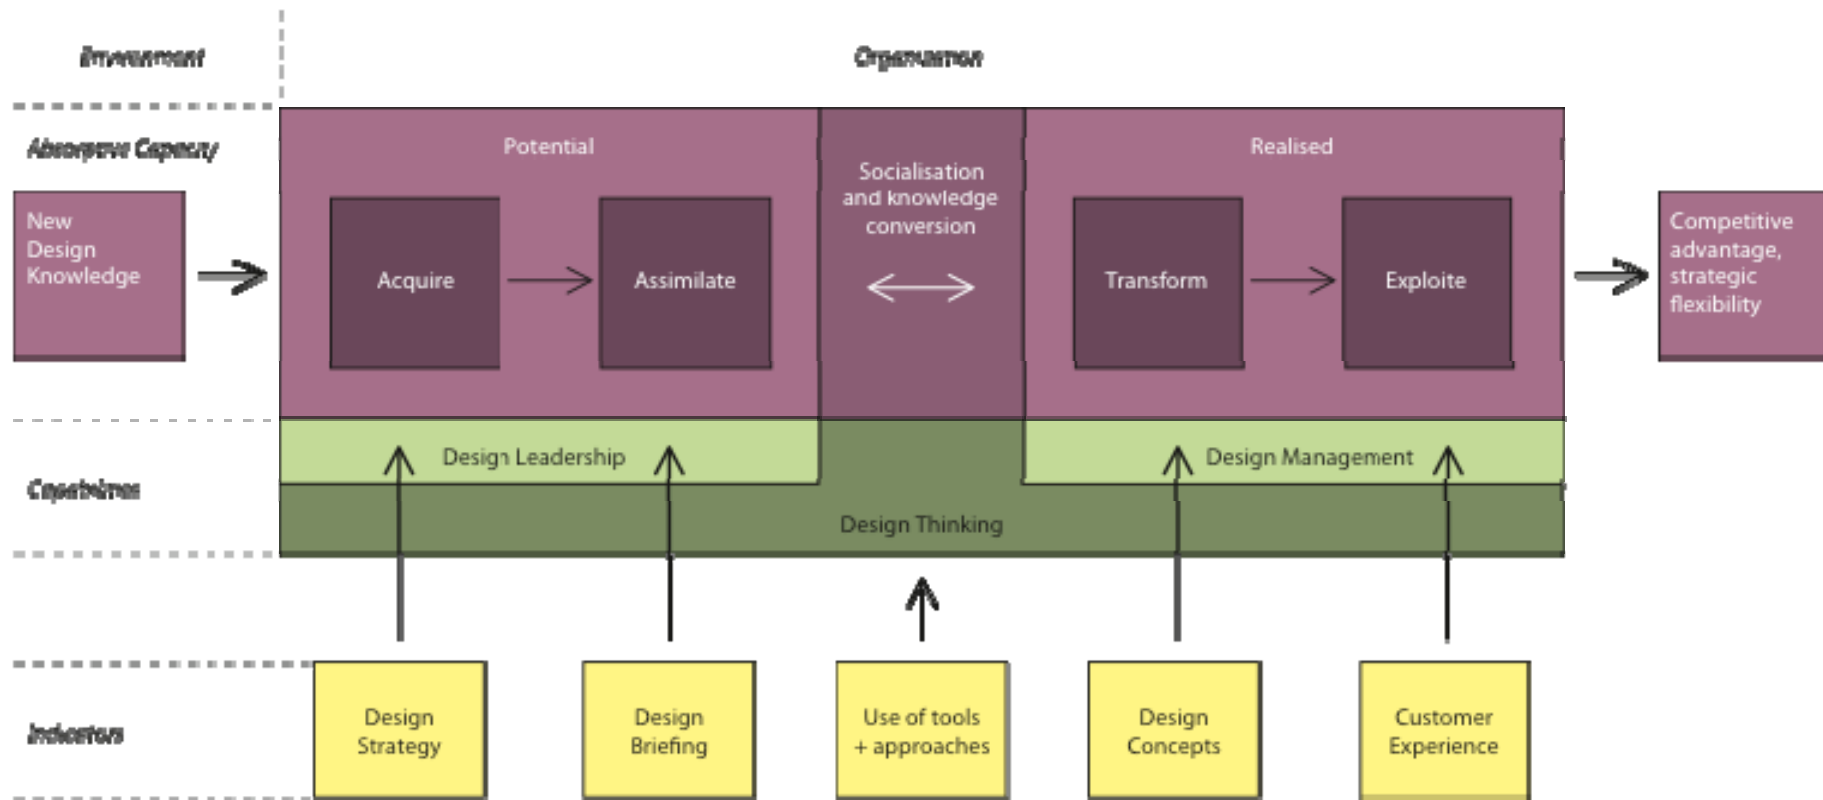 Environment
Organisation
Absorptive Capacity
Potential
Realised
Socialisation
and knowledge
conversion
New
Design
Knowledge
Acquire
Assimilate
Transform
Exploite
Competitive
advantage,
strategic
flexibility
Design Leadership
Design Management
Capabilities
Design Thinking
Indicators
Design
Strategy
Design
Briefing
Use of tools
+ approaches
Design
Concepts
Customer
Experience